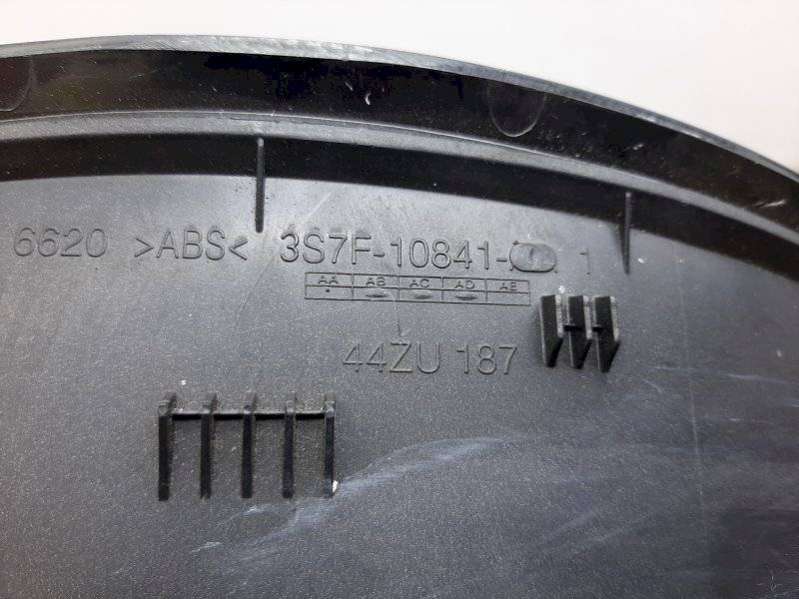 6620 >ABS< 3S7F-10841- 1
AA AB AC AD AE
44ZU 187